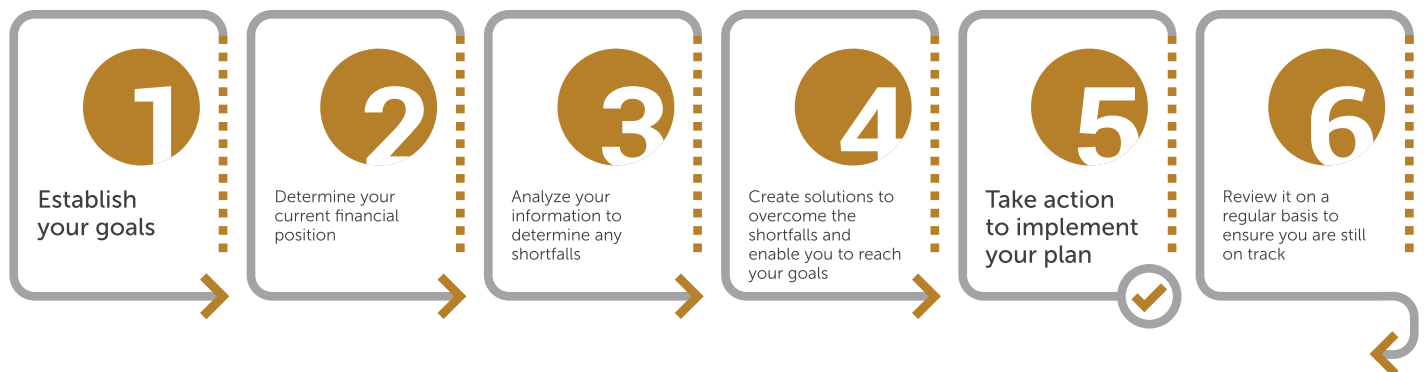 1
Establish
your goals
2
Determine your
current financial
position
3
Analyze your
information to
determine any
shortfalls
4
Create solutions to
overcome the
shortfalls and
enable you to reach
your goals
5
Take action
to implement
your plan
6
Review it on a
regular basis to
ensure you are still
on track